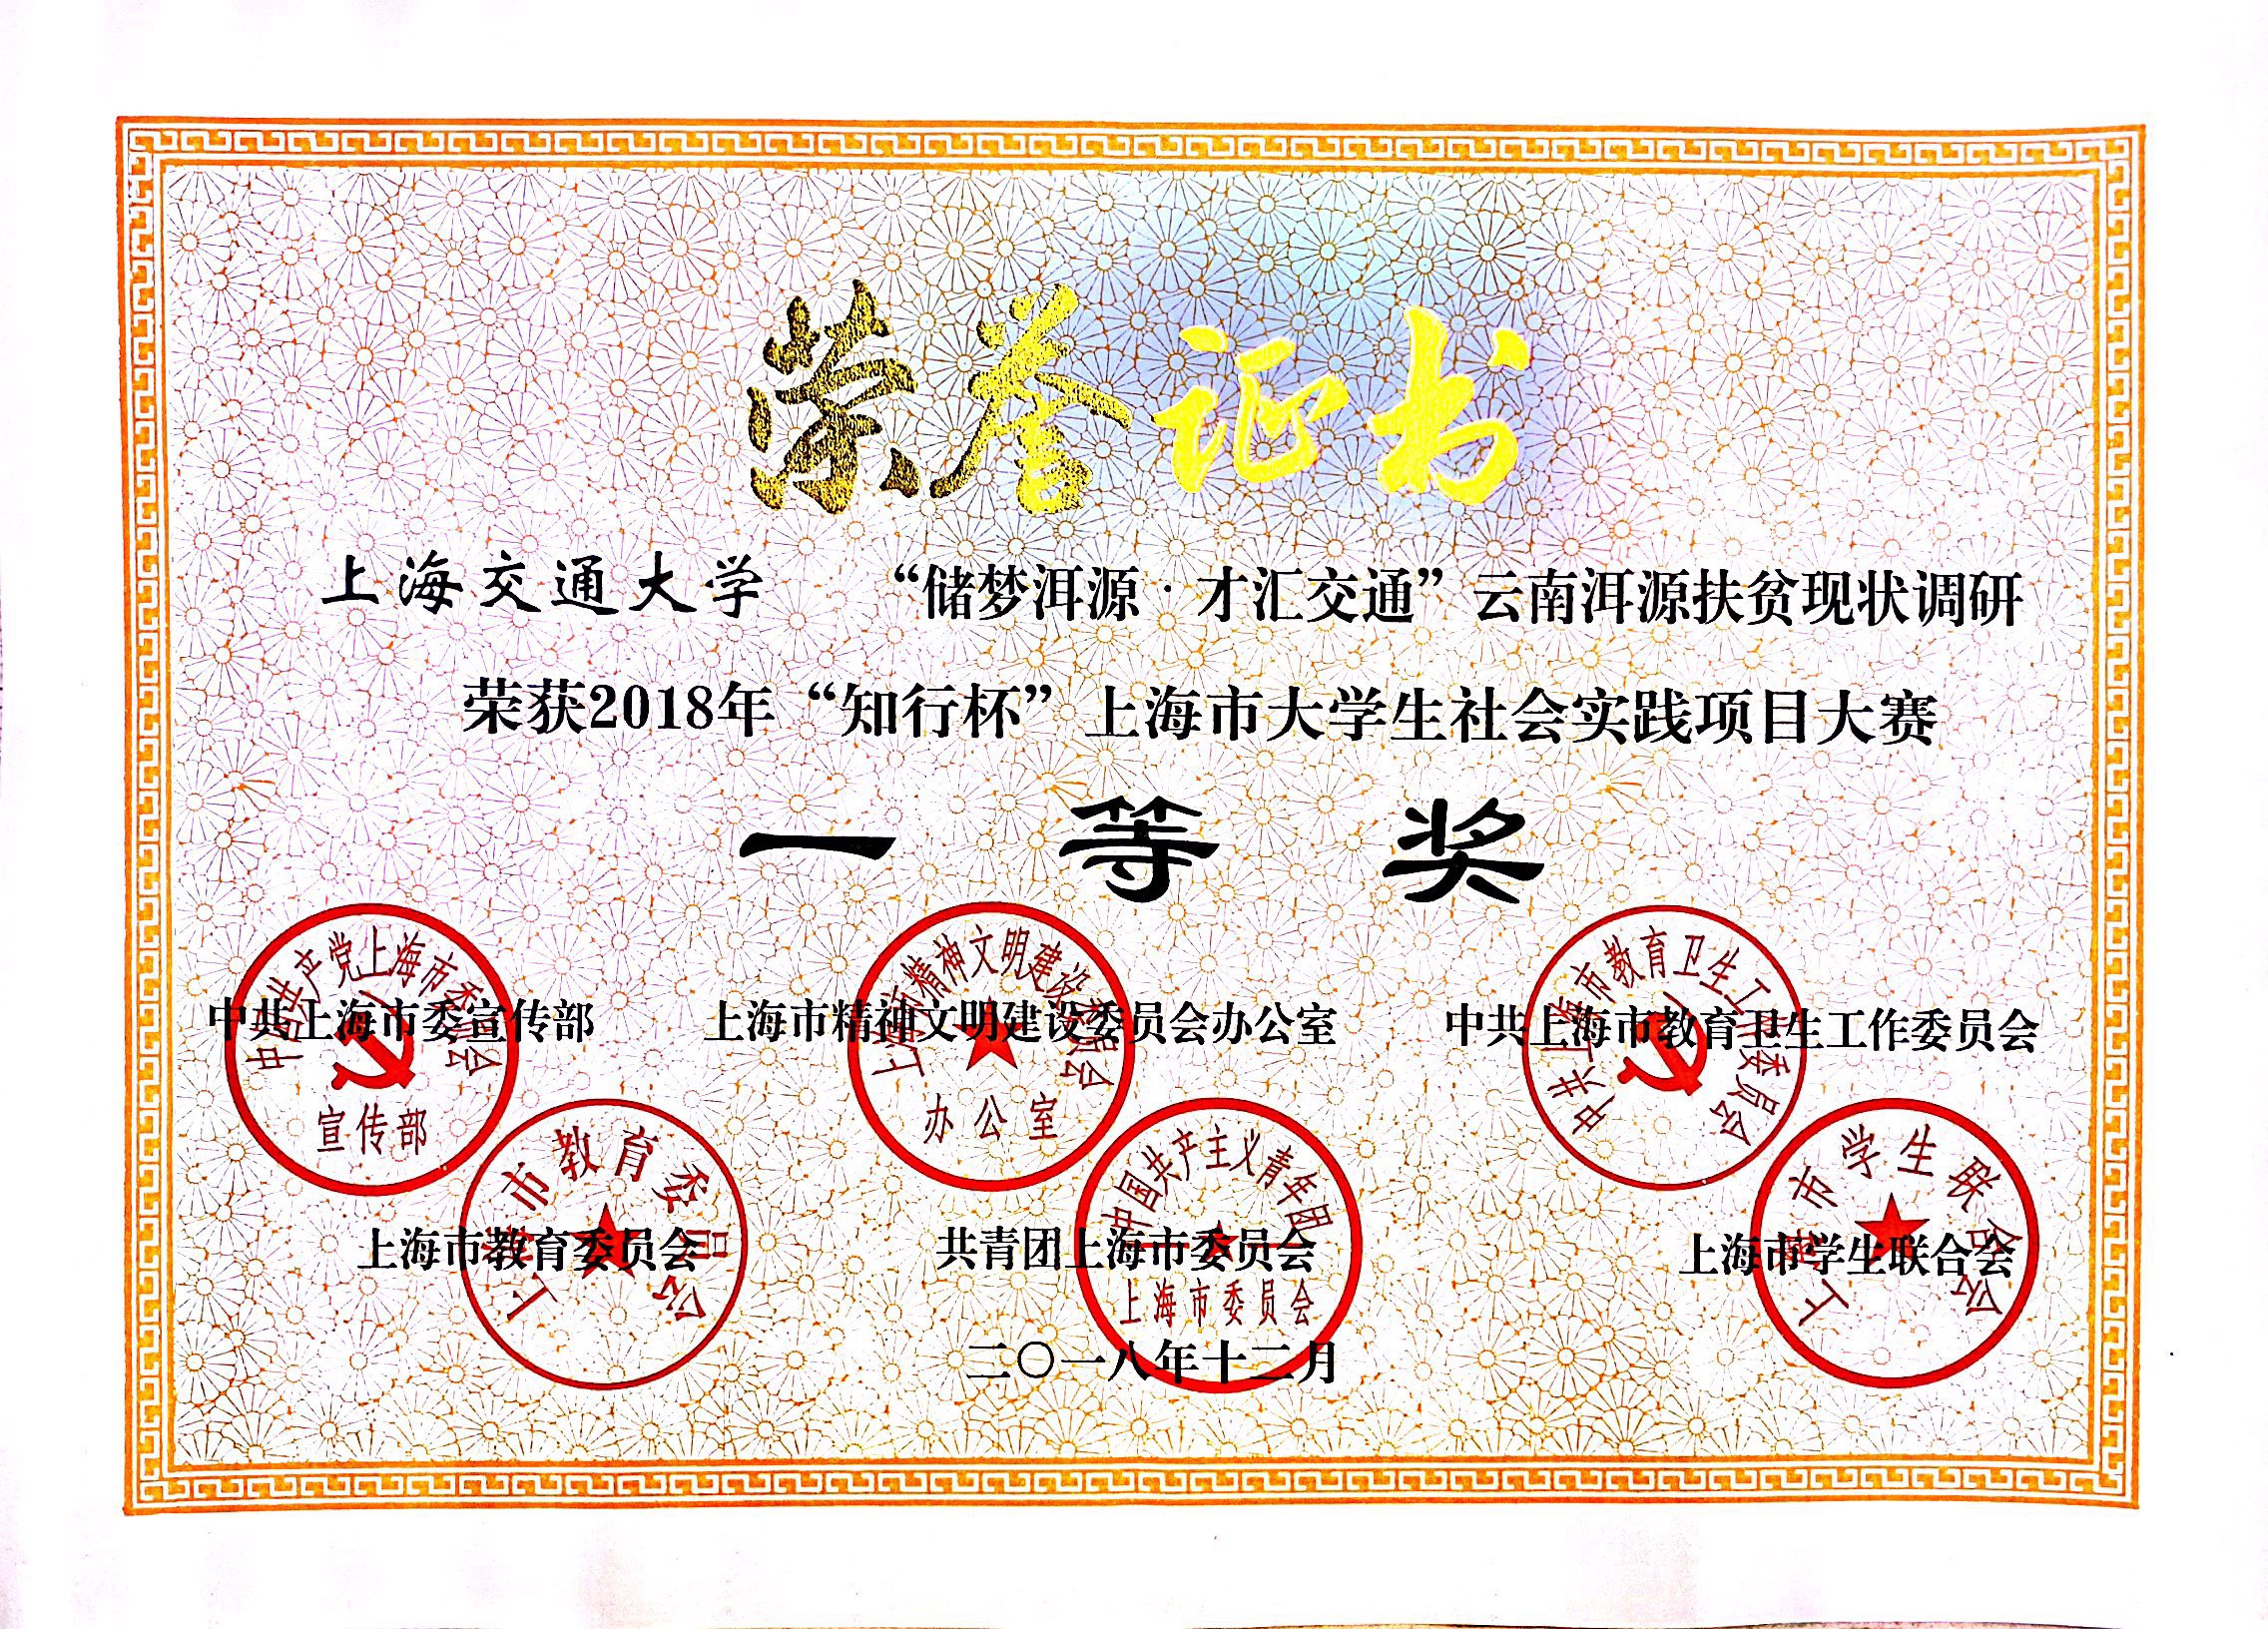 荣誉证书
上海交通大学 “储梦洱源·才汇交通”云南洱源扶贫现状调研
荣获2018年“知行杯”上海市大学生社会实践项目大赛
一等奖
中共上海市委宣传部 上海市精神文明建设委员会办公室 中共上海市教育卫生工作委员会
中国共产党上海市委员会
宣传部
上海市精神文明建设委员会
办公室
中共上海市教育卫生工作委员会
上海市教育委员会 共青团上海市委员会 上海市学生联合会
上海市教育委员会
中国共产主义青年团
上海市委员会
上海市学生联合会
二〇一八年十二月